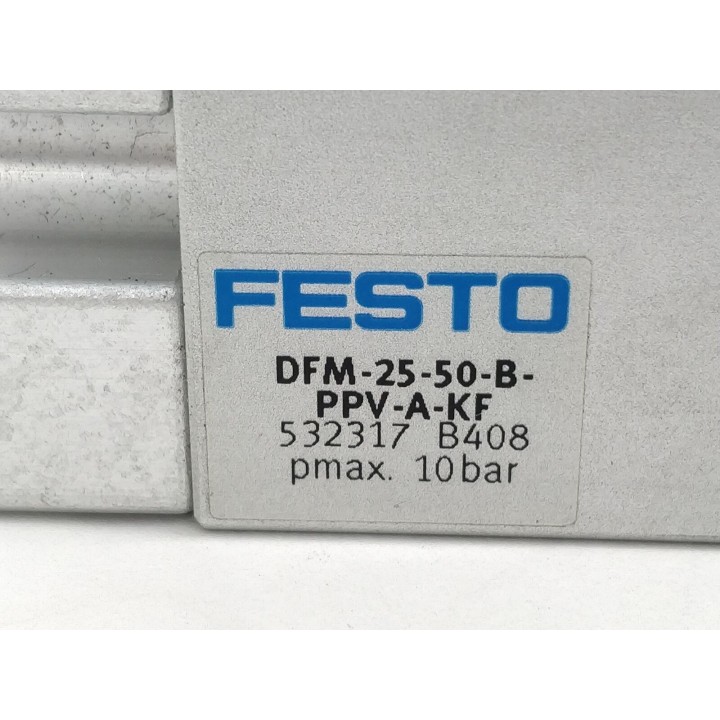 FESTO
DFM-25-50-B-
PPV-A-KF
532317 B408
pmax. 10bar